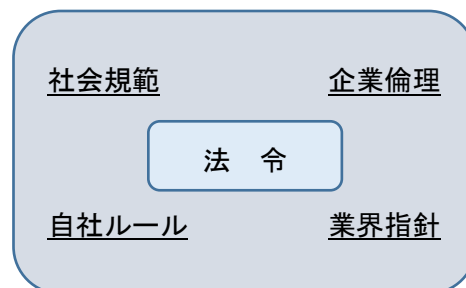 社会規範 企業倫理
法 令
自社ルール 業界指針